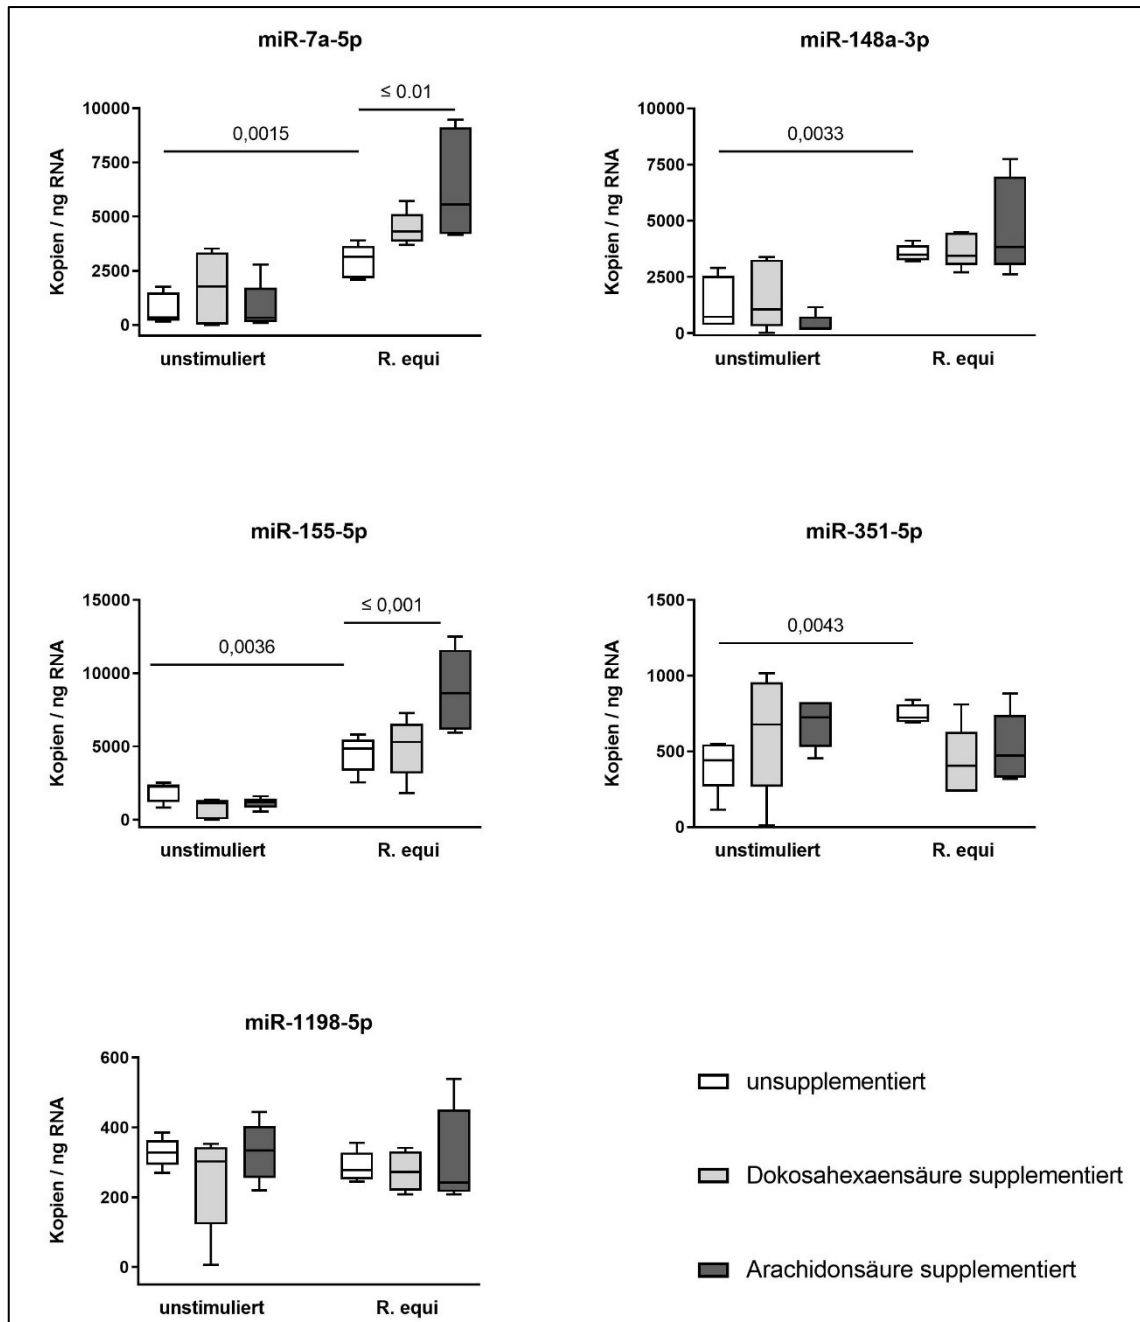 miR-7a-5p
≤ 0.01
10000
0,0015
7500
5000
2500
0
Kopien / ng RNA
unstimuliert R. equi
miR-148a-3p
10000
0,0033
7500
5000
2500
0
Kopien / ng RNA
unstimuliert R. equi
miR-155-5p
15000
≤ 0,001
0,0036
10000
5000
0
Kopien / ng RNA
unstimuliert R. equi
miR-351-5p
1500
0,0043
1000
500
0
Kopien / ng RNA
unstimuliert R. equi
miR-1198-5p
600
400
200
0
Kopien / ng RNA
unstimuliert R. equi
unsupplementiert
Dokosahexaensäure supplementiert
Arachidonsäure supplementiert